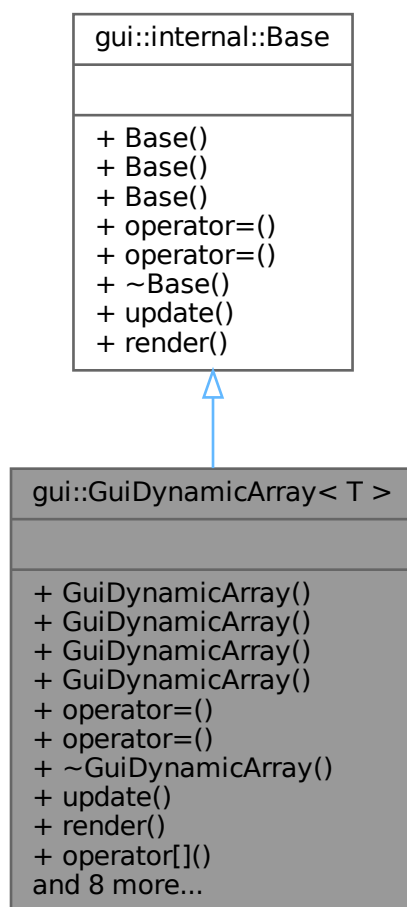 gui::internal::Base
+ Base()
+ Base()
+ Base()
+ operator=()
+ operator=()
+ ~Base()
+ update()
+ render()
gui::GuiDynamicArray< T >
+ GuiDynamicArray()
+ GuiDynamicArray()
+ GuiDynamicArray()
+ GuiDynamicArray()
+ operator=()
+ operator=()
+ ~GuiDynamicArray()
+ update()
+ render()
+ operator[]()
and 8 more...